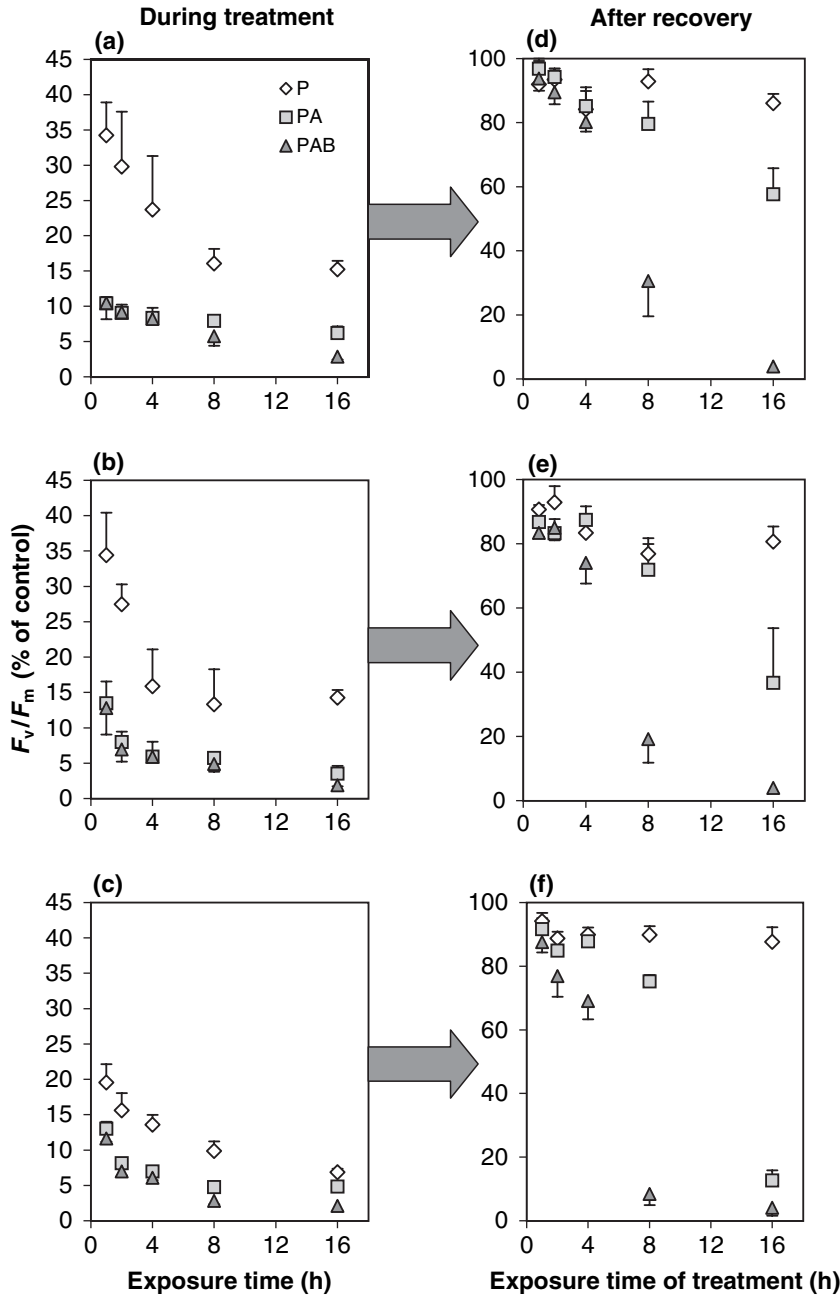 During treatment
After recovery
(a)
45
40
35
30
25
20
15
10
5
0
0 4 8 12 16
P
PA
PAB
(d)
100
80
60
40
20
0
0 4 8 12 16
(b)
45
40
35
30
25
20
15
10
5
0
0 4 8 12 16
Fv/Fm (% of control)
(e)
100
80
60
40
20
0
0 4 8 12 16
(c)
45
40
35
30
25
20
15
10
5
0
0 4 8 12 16
Exposure time (h)
(f)
100
80
60
40
20
0
0 4 8 12 16
Exposure time of treatment (h)